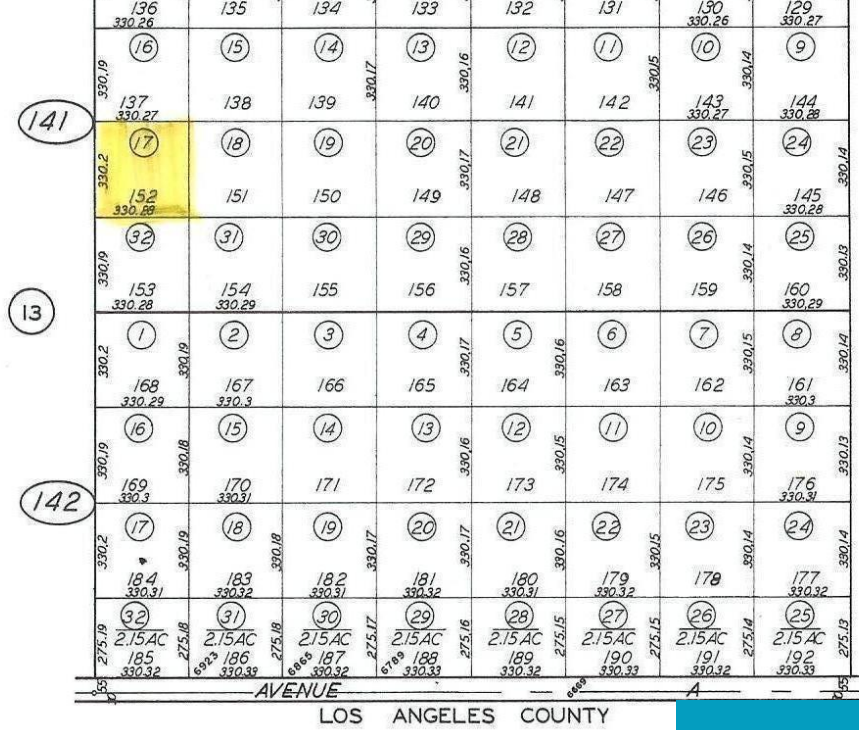 136 135 134 133 132 131 130 129
330.26 330.26 330.27
16 15 14 13 12 11 10 9
330.19 330.17 330.16 330.15 330.14
137 138 139 140 141 142 143 144
330.27 330.27 330.28
141
17 18 19 20 21 22 23 24
330.2 330.17 330.15 330.14
152 151 150 149 148 147 146 145
330.28 330.28
32 31 30 29 28 27 26 25
330.19 330.16 330.14 330.13
153 154 155 156 157 158 159 160
330.28 330.29 330.29
13
1 2 3 4 5 6 7 8
330.2 330.19 330.17 330.16 330.15 330.14
168 167 166 165 164 163 162 161
330.29 330.3 330.3
16 15 14 13 12 11 10 9
330.19 330.18 330.16 330.15 330.14 330.13
169 170 171 172 173 174 175 176
330.3 330.31 330.31
142
17 18 19 20 21 22 23 24
330.2 330.19 330.18 330.17 330.17 330.16 330.15 330.14 330.14
184 183 182 181 180 179 178 177
330.31 330.32 330.31 330.32 330.31 330.32 330.32
32 31 30 29 28 27 26 25
2.15AC 2.15AC 2.15AC 2.15AC 2.15AC 2.15AC 2.15AC
275.19 275.18 275.18 275.17 275.16 275.15 275.15 275.14 275.13
185 186 187 188 189 190 191 192
330.32 330.33 330.32 330.33 330.32 330.33 330.32 330.33
6923 6865 6789 6669
55 AVENUE A 55
LOS ANGELES COUNTY